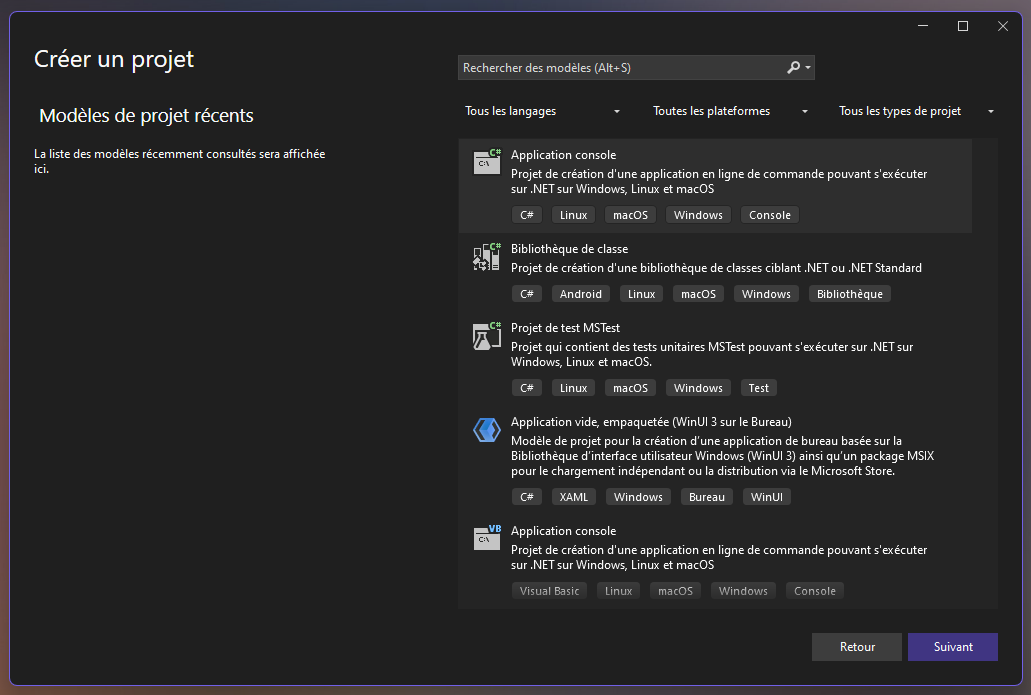 Créer un projet
Modèles de projet récents
La liste des modèles récemment consultés sera affichée
ici.
Rechercher des modèles (Alt+S)
Tous les langages
Toutes les plateformes
Tous les types de projet
C#
C:\
Application console
Projet de création d'une application en ligne de commande pouvant s'exécuter
sur .NET sur Windows, Linux et macOS
C# Linux macOS Windows Console
C#
Bibliothèque de classe
Projet de création d'une bibliothèque de classes ciblant .NET ou .NET Standard
C# Android Linux macOS Windows Bibliothèque
C#
Projet de test MSTest
Projet qui contient des tests unitaires MSTest pouvant s'exécuter sur .NET sur
Windows, Linux et macOS.
C# Linux macOS Windows Test
Application vide, empaquetée (WinUI 3 sur le Bureau)
Modèle de projet pour la création d’une application de bureau basée sur la
Bibliothèque d’interface utilisateur Windows (WinUI 3) ainsi qu’un package MSIX
pour le chargement indépendant ou la distribution via le Microsoft Store.
C# XAML Windows Bureau WinUI
VB
C:\
Application console
Projet de création d'une application en ligne de commande pouvant s'exécuter
sur .NET sur Windows, Linux et macOS
Visual Basic Linux macOS Windows Console
Retour
Suivant